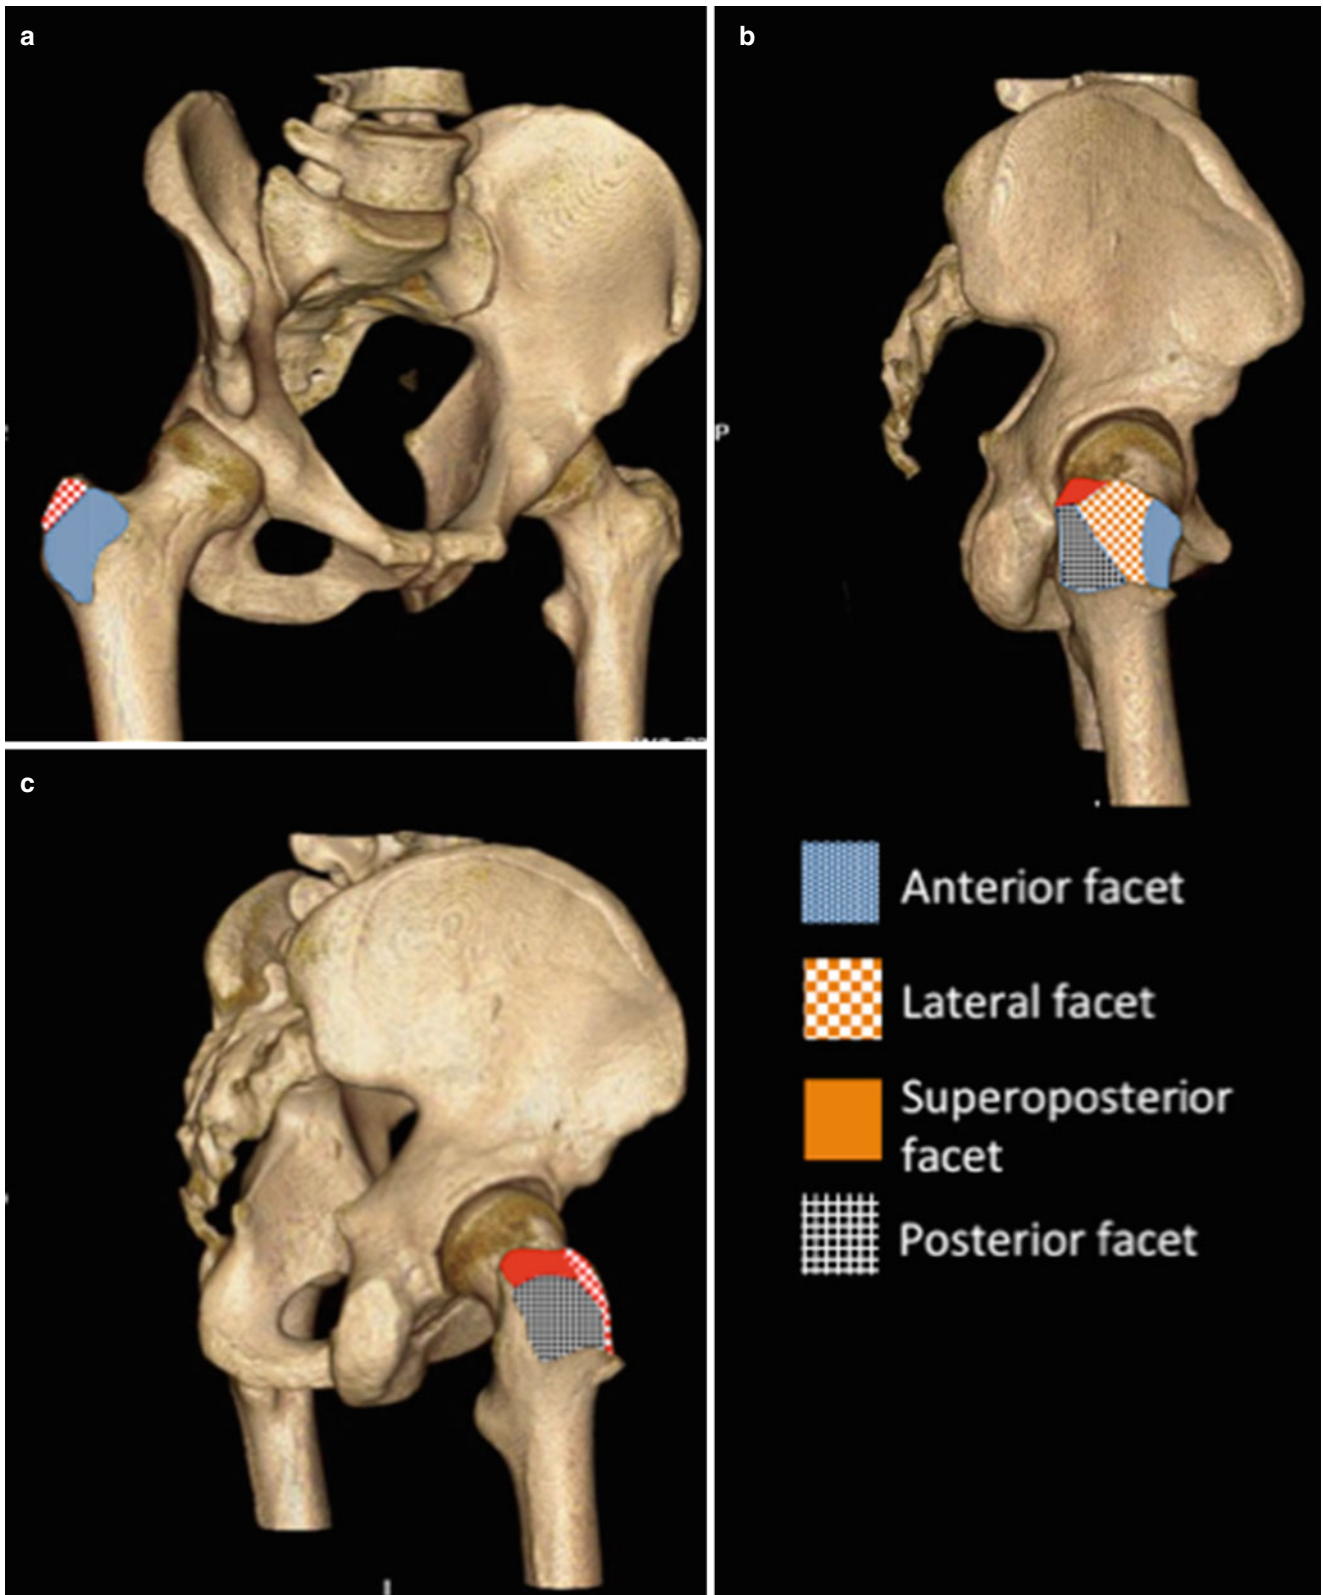 a
b
P
c
Anterior facet
Lateral facet
Superoposterior
facet
Posterior facet